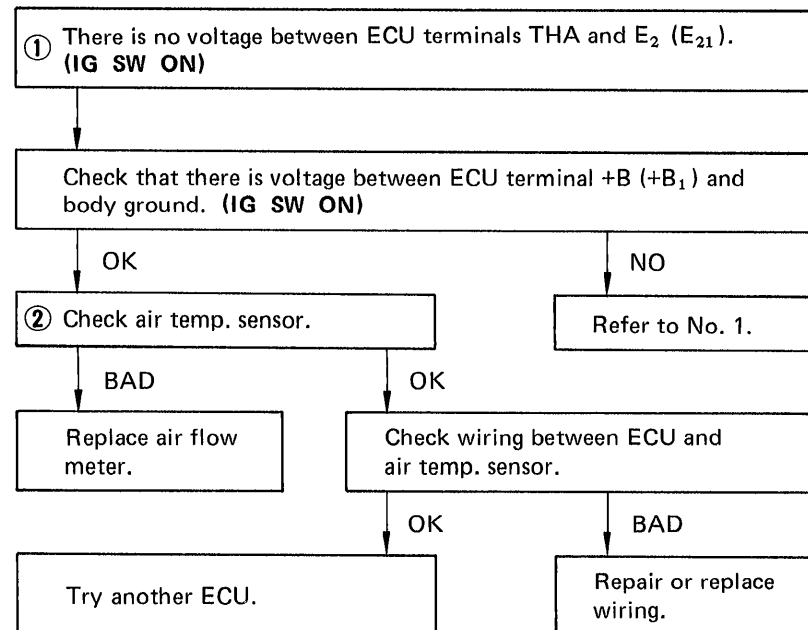 ① There is no voltage between ECU terminals THA and E₂ (E₂₁).
(IG SW ON)
Check that there is voltage between ECU terminal +B (+B₁) and
body ground. (IG SW ON)
OK
NO
② Check air temp. sensor.
Refer to No. 1.
BAD
OK
Replace air flow
meter.
Check wiring between ECU and
air temp. sensor.
OK
BAD
Try another ECU.
Repair or replace
wiring.